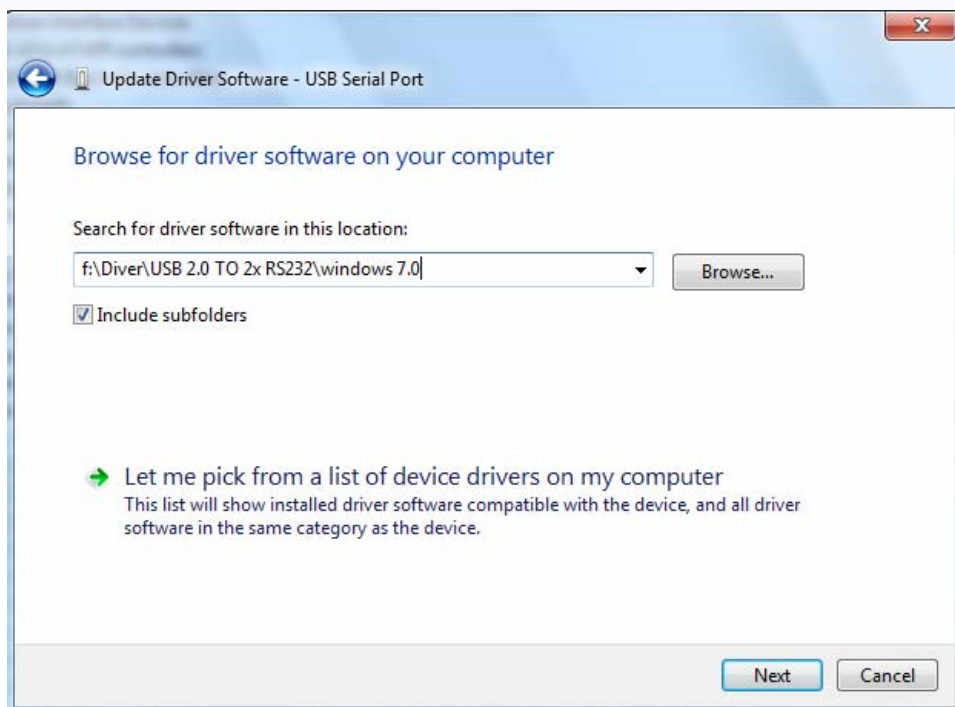 Update Driver Software - USB Serial Port
Browse for driver software on your computer
Search for driver software in this location:
f:\Diver\USB 2.0 TO 2x RS232\windows 7.0
Browse...
Include subfolders
Let me pick from a list of device drivers on my computer
This list will show installed driver software compatible with the device, and all driver
software in the same category as the device.
Next
Cancel